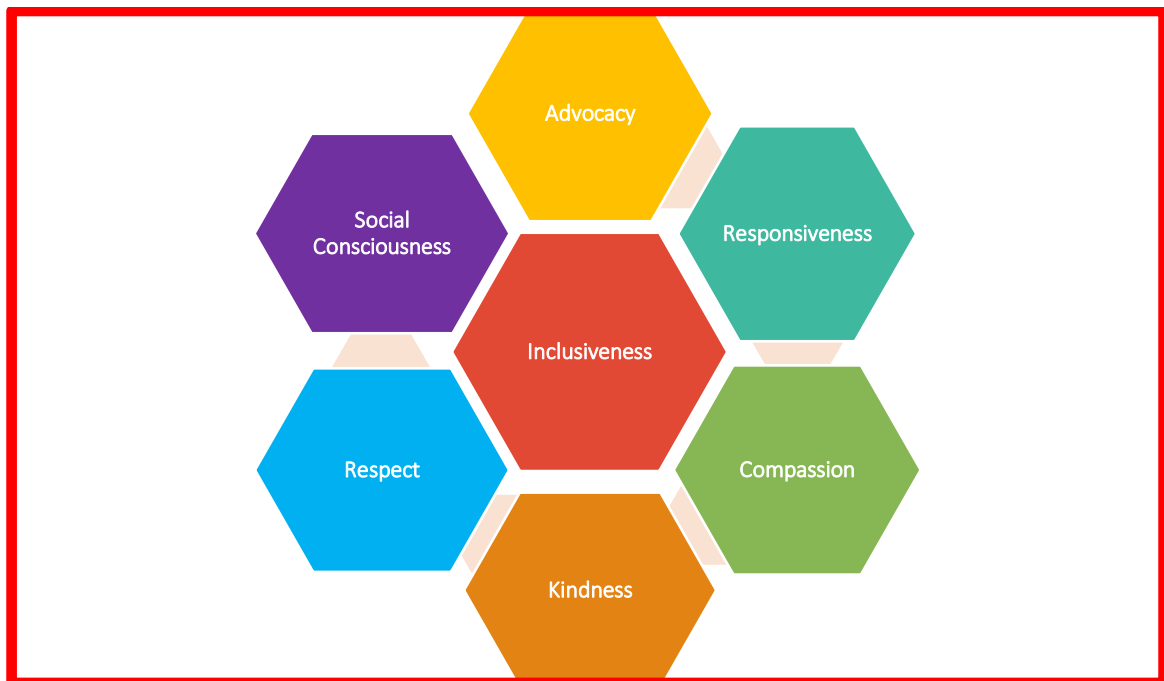 Advocacy
Social
Consciousness
Responsiveness
Inclusiveness
Respect
Compassion
Kindness